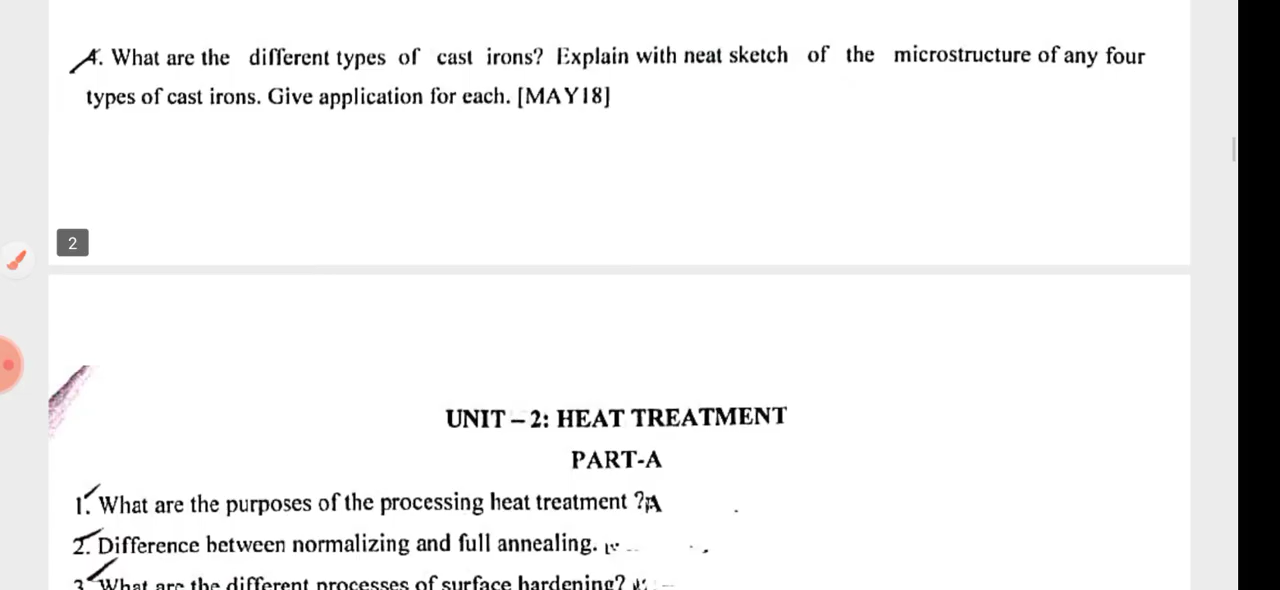 4. What are the different types of cast irons? Explain with neat sketch of the microstructure of any four
types of cast irons. Give application for each. [MAY18]
2
UNIT – 2: HEAT TREATMENT
PART-A
1. What are the purposes of the processing heat treatment ?
2. Difference between normalizing and full annealing.
3. What are the different processes of surface hardening?